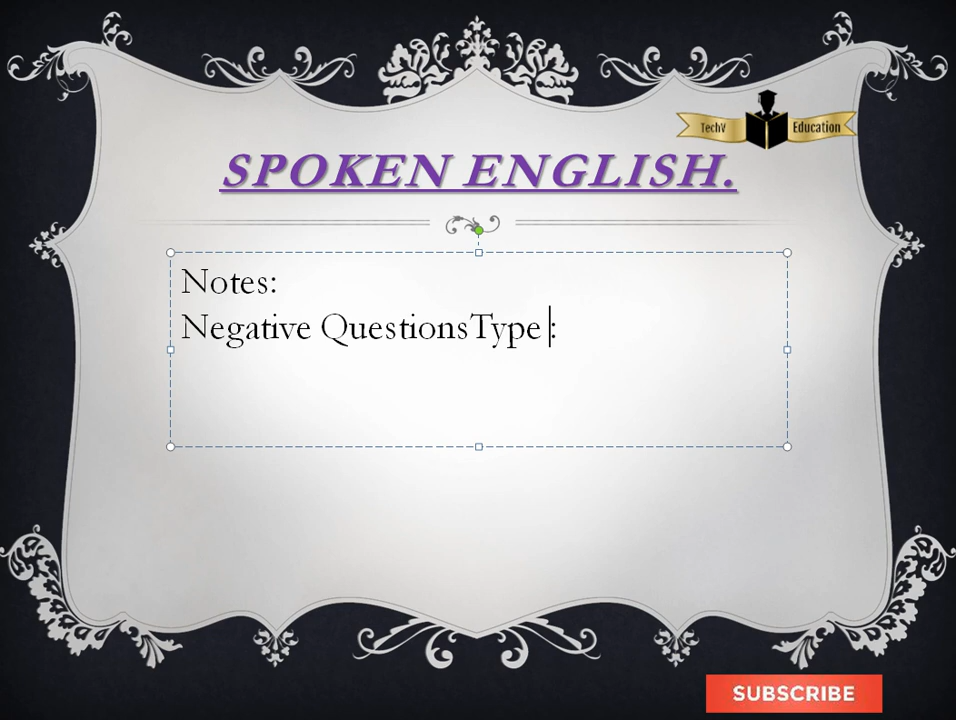 TechV Education
SPOKEN ENGLISH.
Notes:
Negative QuestionsType :
SUBSCRIBE